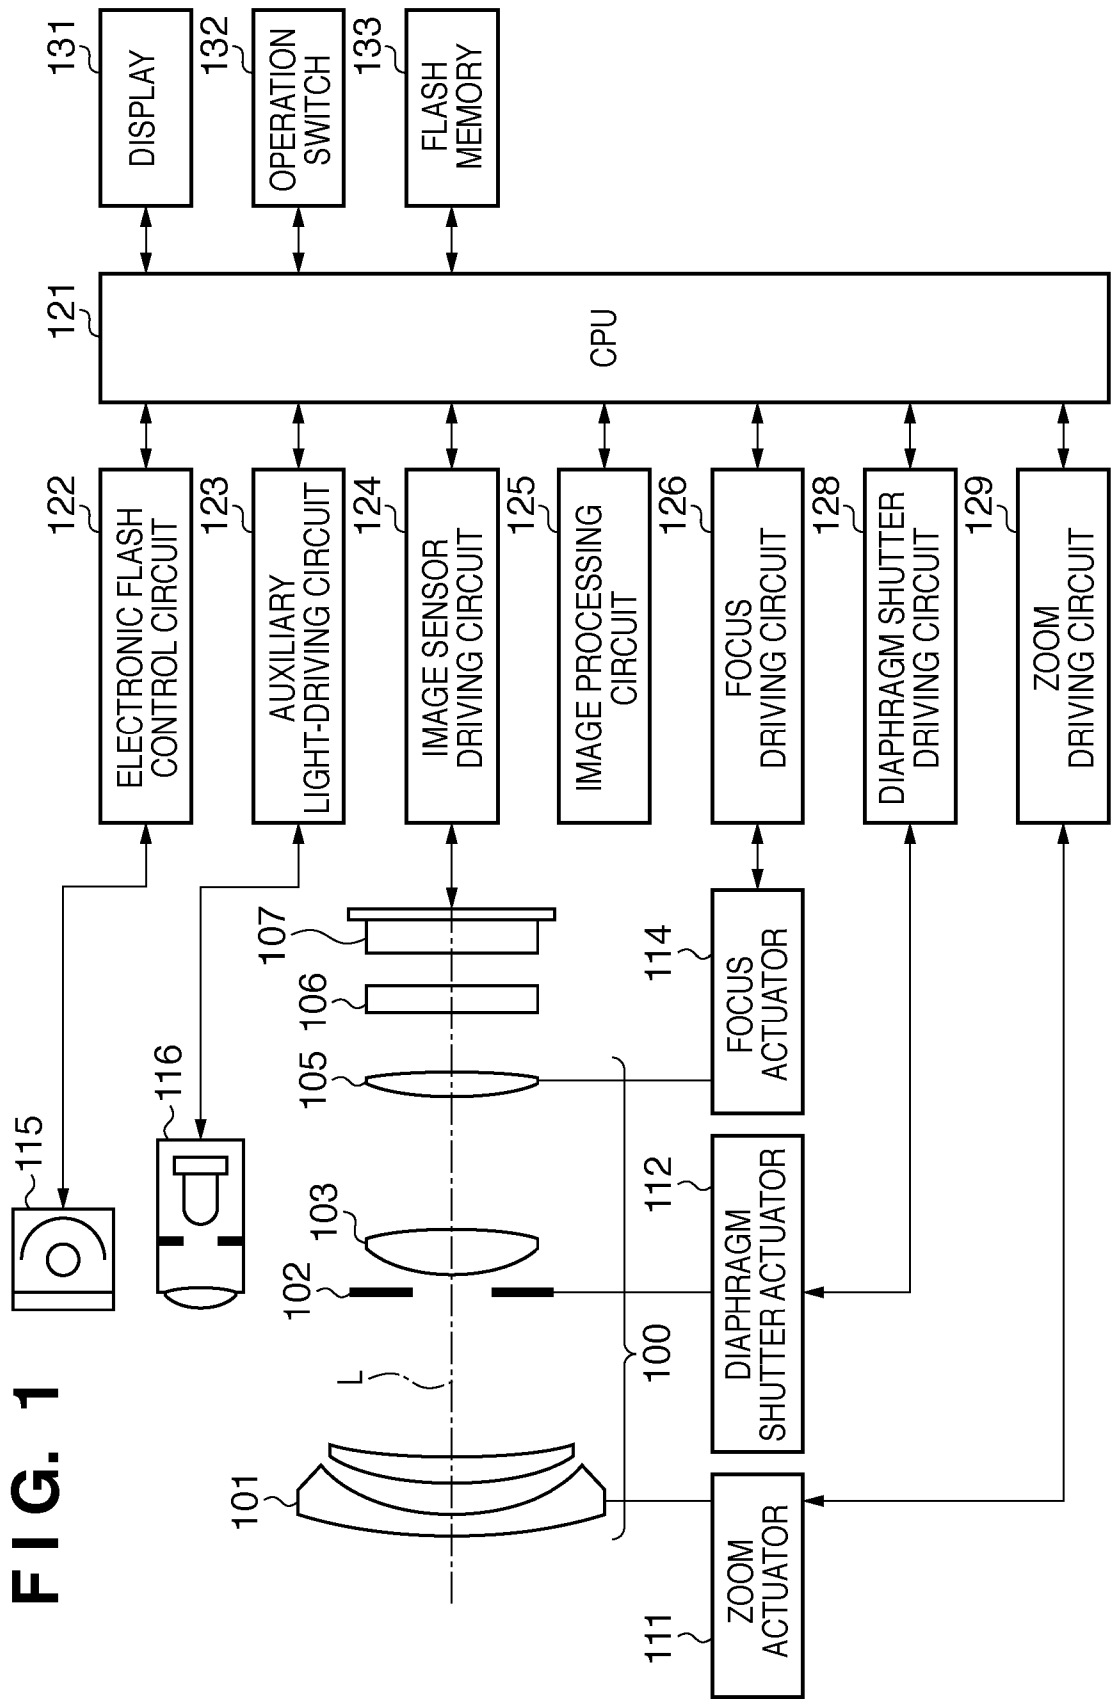 FIG. 1
115
116
101
L
102
103
105
106
107
100
111
ZOOM
ACTUATOR
112
DIAPHRAGM
SHUTTER ACTUATOR
114
FOCUS
ACTUATOR
122
ELECTRONIC FLASH
CONTROL CIRCUIT
123
AUXILIARY
LIGHT-DRIVING CIRCUIT
124
IMAGE SENSOR
DRIVING CIRCUIT
125
IMAGE PROCESSING
CIRCUIT
126
FOCUS
DRIVING CIRCUIT
128
DIAPHRAGM SHUTTER
DRIVING CIRCUIT
129
ZOOM
DRIVING CIRCUIT
121
CPU
131
DISPLAY
132
OPERATION
SWITCH
133
FLASH
MEMORY